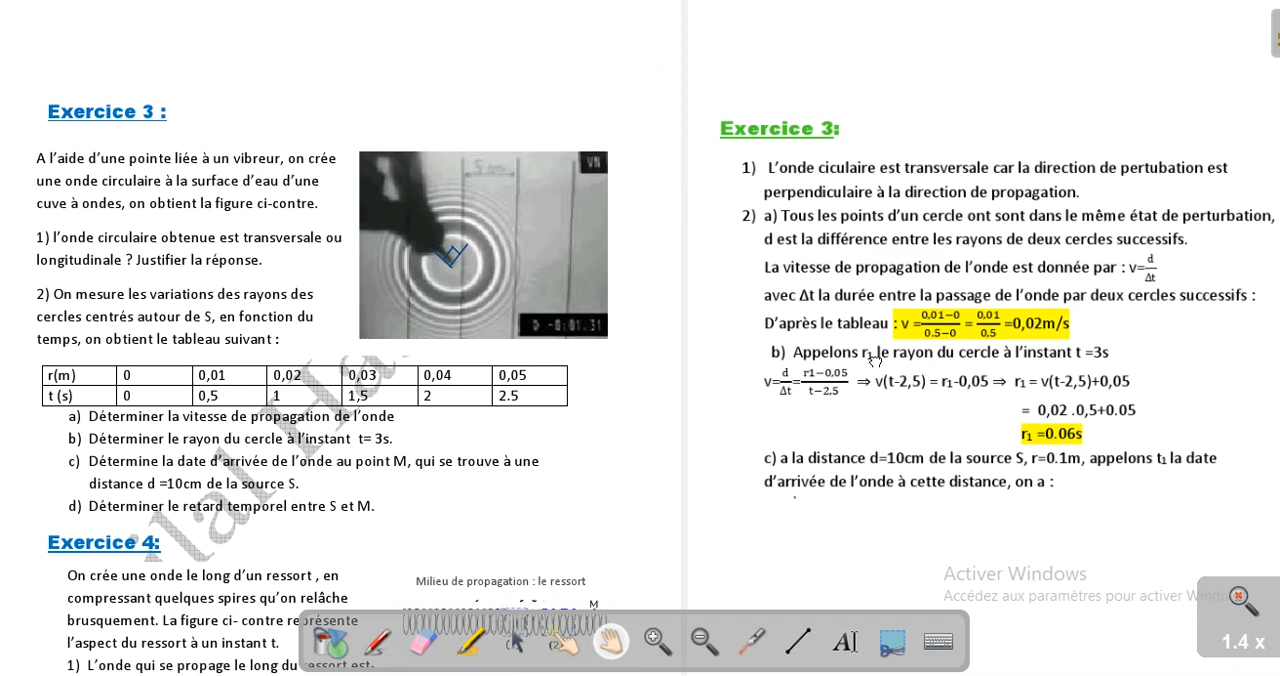 Exercice 3 :
A l'aide d'une pointe liée à un vibreur, on crée
une onde circulaire à la surface d'eau d'une
cuve à ondes, on obtient la figure ci-contre.
1) l'onde circulaire obtenue est transversale ou
longitudinale ? Justifier la réponse.
2) On mesure les variations des rayons des
cercles centrés autour de S, en fonction du
temps, on obtient le tableau suivant :
VN
D -0:01.31
r(m) 0 0,01 0,02 0,03 0,04 0,05
t (s) 0 0,5 1 1,5 2 2.5
a) Déterminer la vitesse de propagation de l'onde
b) Déterminer le rayon du cercle à l'instant t= 3s.
c) Détermine la date d'arrivée de l'onde au point M, qui se trouve à une
distance d =10cm de la source S.
d) Déterminer le retard temporel entre S et M.
Exercice 4:
On crée une onde le long d'un ressort , en
compressant quelques spires qu'on relâche
brusquement. La figure ci- contre représente
l'aspect du ressort à un instant t.
1) L'onde qui se propage le long du ressort est
Milieu de propagation : le ressort
M
(2)
Exercice 3:
1) L'onde ciculaire est transversale car la direction de pertubation est
perpendiculaire à la direction de propagation.
2) a) Tous les points d'un cercle ont sont dans le même état de perturbation,
d est la différence entre les rayons de deux cercles successifs.
La vitesse de propagation de l'onde est donnée par : v=d/Δt
avec Δt la durée entre la passage de l'onde par deux cercles successifs :
D'après le tableau : v =0,01−0/0.5−0 = 0,01/0,5 =0,02m/s
b) Appelons r1 le rayon du cercle à l'instant t =3s
v=d/Δt=r1−0,05/t−2,5 ⇒ v(t-2,5) = r1-0,05 ⇒ r1 = v(t-2,5)+0,05
= 0,02 .0,5+0.05
r1 =0.06s
c) a la distance d=10cm de la source S, r=0.1m, appelons t1 la date
d'arrivée de l'onde à cette distance, on a :
Activer Windows
Accédez aux paramètres pour activer Windo
AI
1.4 x